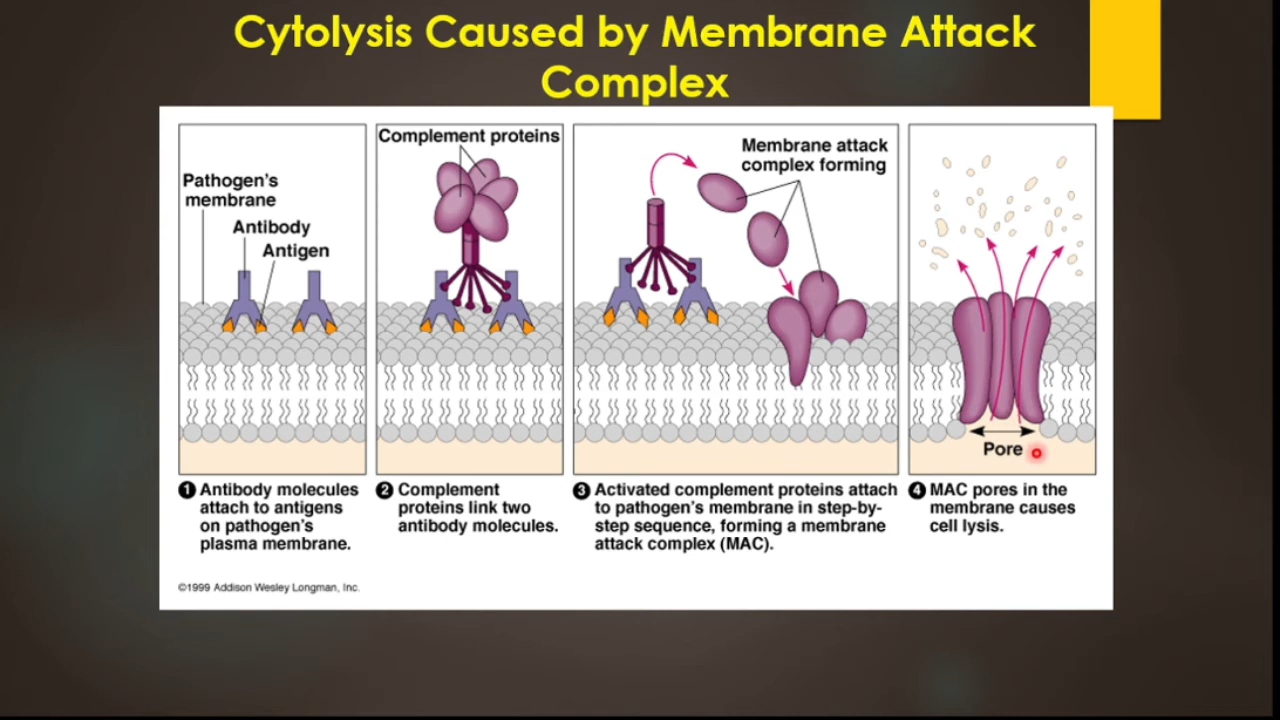 Cytolysis Caused by Membrane Attack
Complex
Pathogen's
membrane
Antibody
Antigen
Complement proteins
Membrane attack
complex forming
Pore
1 Antibody molecules
attach to antigens
on pathogen's
plasma membrane.
2 Complement
proteins link two
antibody molecules.
3 Activated complement proteins attach
to pathogen's membrane in step-by-
step sequence, forming a membrane
attack complex (MAC).
4 MAC pores in the
membrane causes
cell lysis.
©1999 Addison Wesley Longman, Inc.